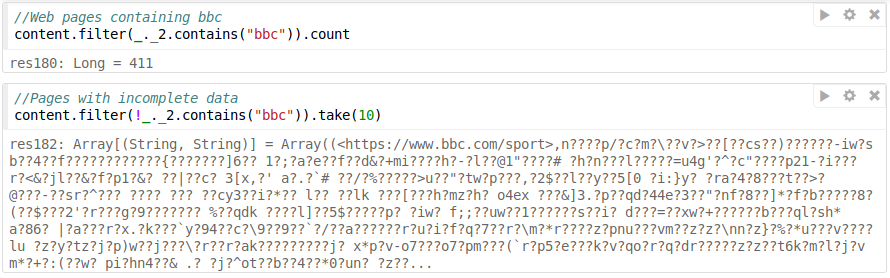 //Web pages containing bbc
content.filter(_._2.contains("bbc")).count
res180: Long = 411
//Pages with incomplete data
content.filter(!_._2.contains("bbc")).take(10)
res182: Array[(String, String)] = Array((<https://www.bbc.com/sport>,n????p/?c?m?\??v?>??[??cs??)??????-iw?s
b??4??f????????????{???????]6?? 1?;?a?e??f??d&?+mi????h?-?l??@1"????# ?h?n???l?????=u4g'?^?c"????p21-?i???
r?<&?jl??&?f?p1?&? ??|??c? 3[x,?' a?.?`# ??/?%?????>u??"?tw?p???,?2$??l??y??5[0 ?i:}y? ?ra?4?8???t??>?
@???-??sr?^??? ???? ??? ??cy3??i?*?? l?? ??lk ???[???h?mz?h? o4ex ???&]3.?p??qd?44e?3??"?nf?8??]*?f?b?????8?
(??$???2'?r???g?9??????? %??qdk ????l]??5$?????p? ?iw? f;;??uw??1??????s??i? d???=??xw?+??????b???ql?sh*
a?86? |?a???r?x.?k???`y?94??c?\9??9??`?/??a??????r?u?i?f?q?7??r?\m?*r????z?pnu???vm??z?z?\nn?z}?%?*u???v????
lu ?z?y?tz?j?p)w??j???\?r??r?ak?????????j? x*p?v-o7???o7?pm???(`r?p5?e???k?v?qo?r?q?dr?????z?z??t6k?m?l?j?v
m*?+?:(??w? pi?hn4??& .? ?j?^ot??b??4??*0?un? ?z??...